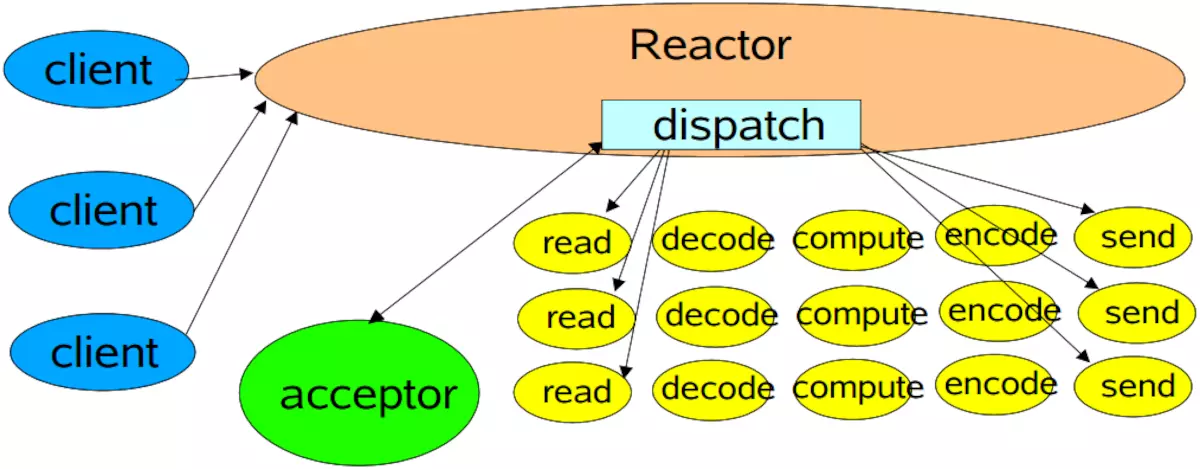 Reactor
client
dispatch
client
client
acceptor
read decode compute encode send
read decode compute encode send
read decode compute encode send